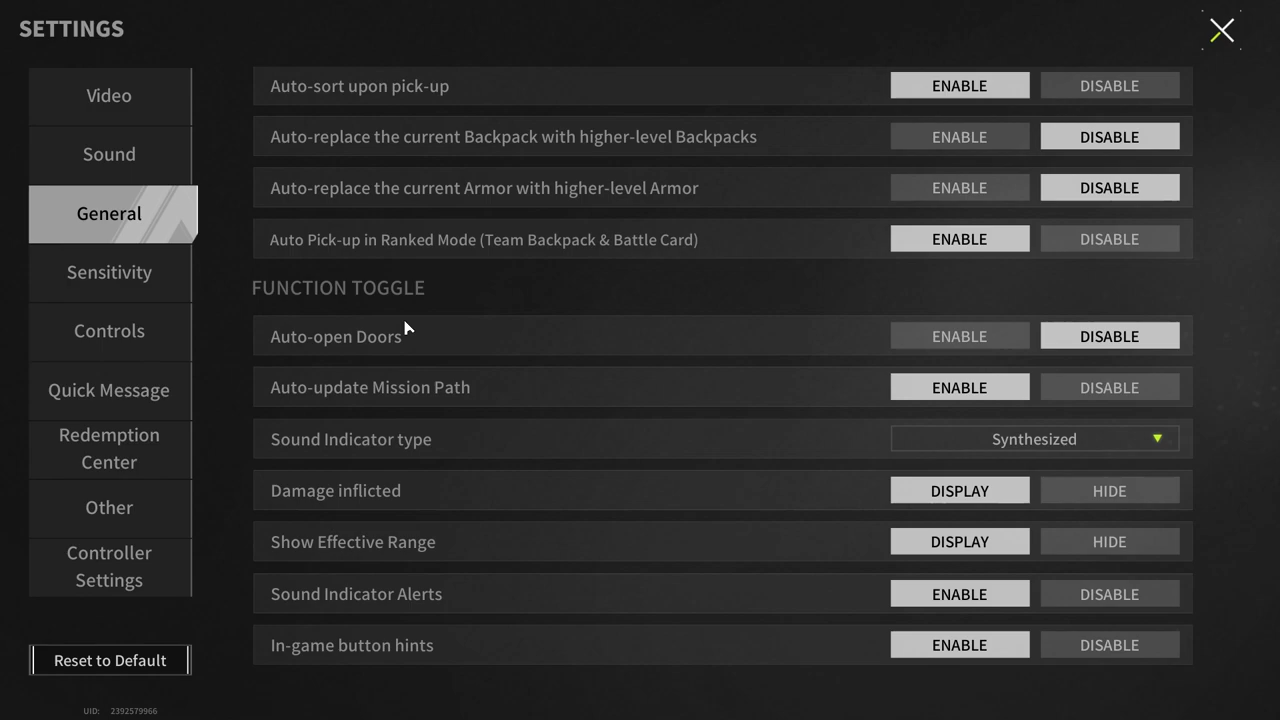 SETTINGS
Video
Sound
General
Sensitivity
Controls
Quick Message
Redemption
Center
Other
Controller
Settings
Reset to Default
UID: 2392579966
Auto-sort upon pick-up ENABLE DISABLE
Auto-replace the current Backpack with higher-level Backpacks ENABLE DISABLE
Auto-replace the current Armor with higher-level Armor ENABLE DISABLE
Auto Pick-up in Ranked Mode (Team Backpack & Battle Card) ENABLE DISABLE
FUNCTION TOGGLE
Auto-open Doors ENABLE DISABLE
Auto-update Mission Path ENABLE DISABLE
Sound Indicator type Synthesized
Damage inflicted DISPLAY HIDE
Show Effective Range DISPLAY HIDE
Sound Indicator Alerts ENABLE DISABLE
In-game button hints ENABLE DISABLE